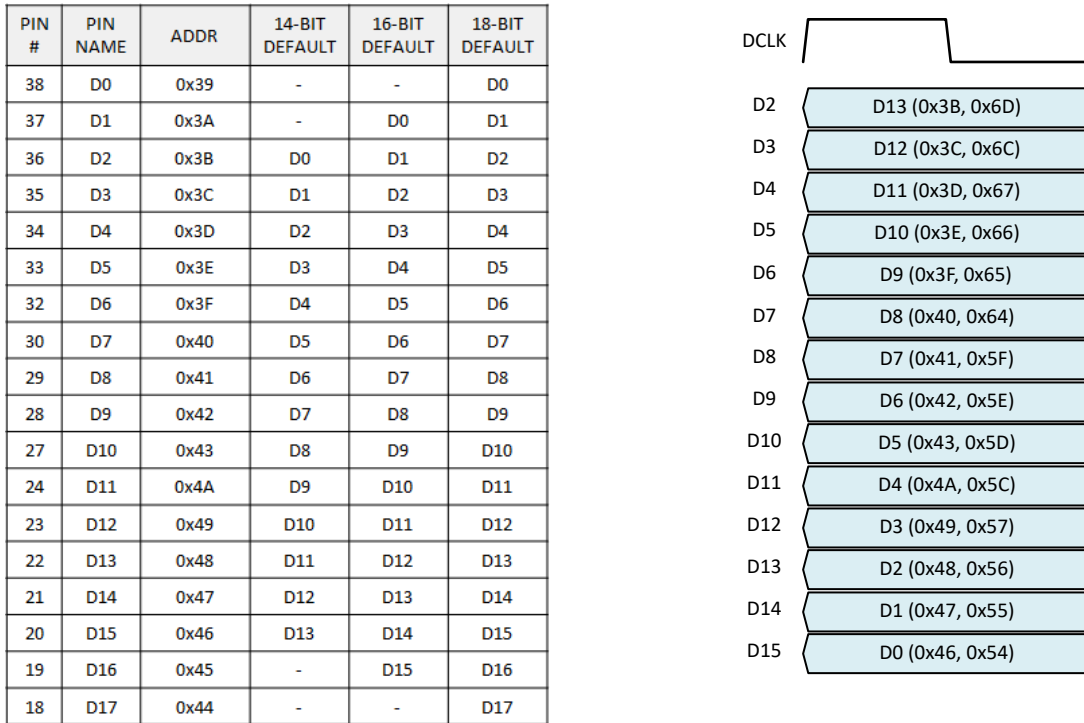 PIN # PIN NAME ADDR 14-BIT DEFAULT 16-BIT DEFAULT 18-BIT DEFAULT
38 D0 0x39 - - D0
37 D1 0x3A - D0 D1
36 D2 0x3B D0 D1 D2
35 D3 0x3C D1 D2 D3
34 D4 0x3D D2 D3 D4
33 D5 0x3E D3 D4 D5
32 D6 0x3F D4 D5 D6
30 D7 0x40 D5 D6 D7
29 D8 0x41 D6 D7 D8
28 D9 0x42 D7 D8 D9
27 D10 0x43 D8 D9 D10
24 D11 0x4A D9 D10 D11
23 D12 0x49 D10 D11 D12
22 D13 0x48 D11 D12 D13
21 D14 0x47 D12 D13 D14
20 D15 0x46 D13 D14 D15
19 D16 0x45 - D15 D16
18 D17 0x44 - - D17
DCLK
D2 D13 (0x3B, 0x6D)
D3 D12 (0x3C, 0x6C)
D4 D11 (0x3D, 0x67)
D5 D10 (0x3E, 0x66)
D6 D9 (0x3F, 0x65)
D7 D8 (0x40, 0x64)
D8 D7 (0x41, 0x5F)
D9 D6 (0x42, 0x5E)
D10 D5 (0x43, 0x5D)
D11 D4 (0x4A, 0x5C)
D12 D3 (0x49, 0x57)
D13 D2 (0x48, 0x56)
D14 D1 (0x47, 0x55)
D15 D0 (0x46, 0x54)